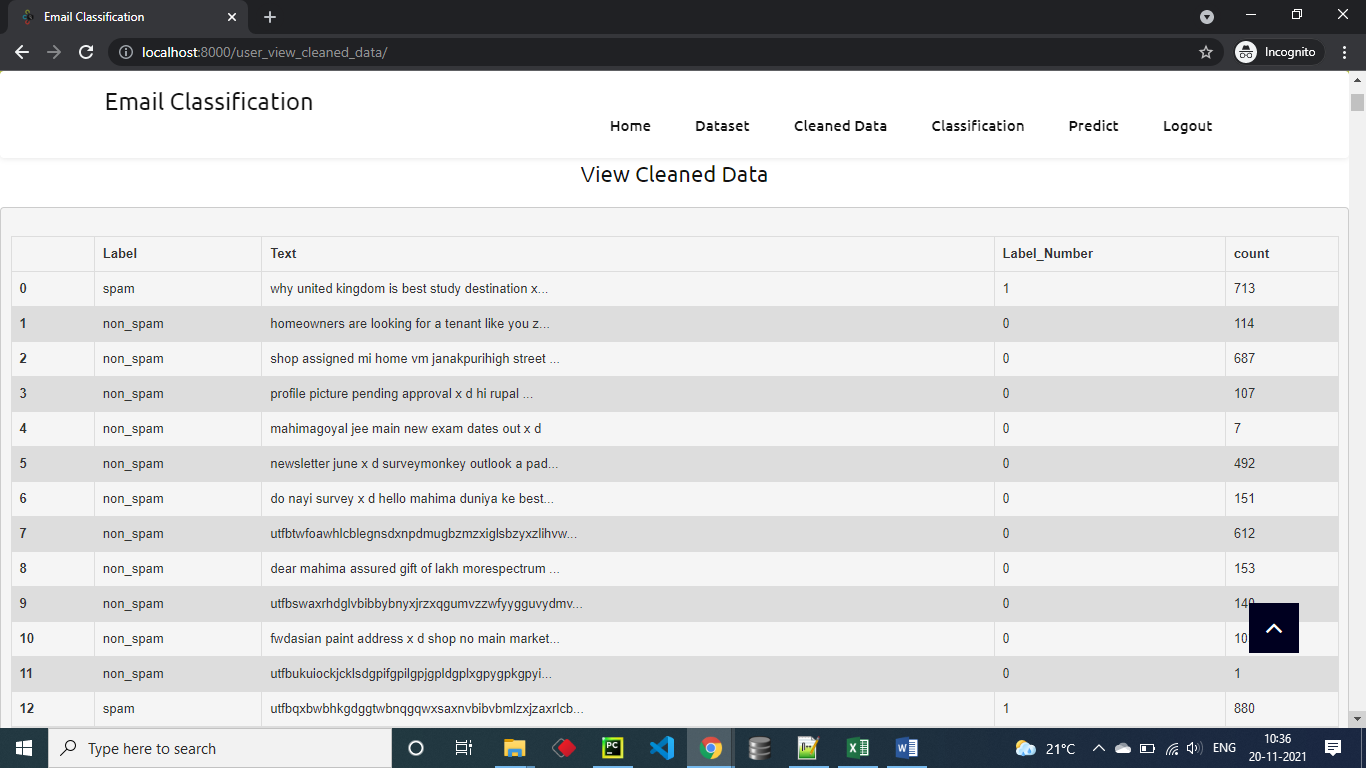 Email Classification
localhost:8000/user_view_cleaned_data/
Incognito
Email Classification
Home Dataset Cleaned Data Classification Predict Logout
View Cleaned Data
Label Text Label_Number count
0 spam why united kingdom is best study destination x... 1 713
1 non_spam homeowners are looking for a tenant like you z... 0 114
2 non_spam shop assigned mi home vm janakpurihigh street ... 0 687
3 non_spam profile picture pending approval x d hi rupal ... 0 107
4 non_spam mahimagoyal jee main new exam dates out x d 0 7
5 non_spam newsletter june x d surveymonkey outlook a pad... 0 492
6 non_spam do nayi survey x d hello mahima duniya ke best... 0 151
7 non_spam utfbtwfoawhlcblegnsdxnpdmugbzmzxiglsbzyxzlihvw... 0 612
8 non_spam dear mahima assured gift of lakh morespectrum ... 0 153
9 non_spam utfbswaxrhdglvbibbybnyxjrzxqgumvzzwfyygguvydmv... 0
10 non_spam fwdasian paint address x d shop no main market... 0
11 non_spam utfbukuiockjcklsdgpifgpilgpjgpldgplxgpygpkgpyi... 0 1
12 spam utfbqxbwbhkgdggtwbnqgqwxsaxnvbibvbmlzxjzaxrlcb... 1 880
Type here to search
PC
21°C
ENG
10:36
20-11-2021